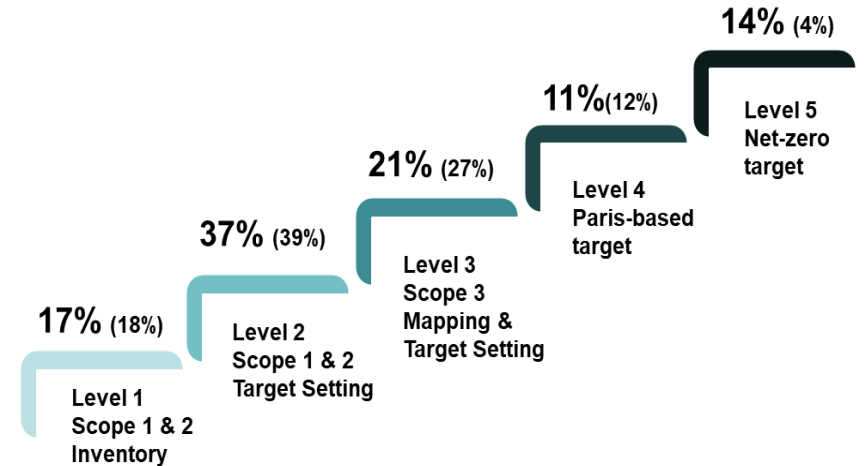 14% (4%)
Level 5
Net-zero
target
11%(12%)
Level 4
Paris-based
target
21% (27%)
Level 3
Scope 3
Mapping &
Target Setting
37% (39%)
Level 2
Scope 1 & 2
Target Setting
17% (18%)
Level 1
Scope 1 & 2
Inventory